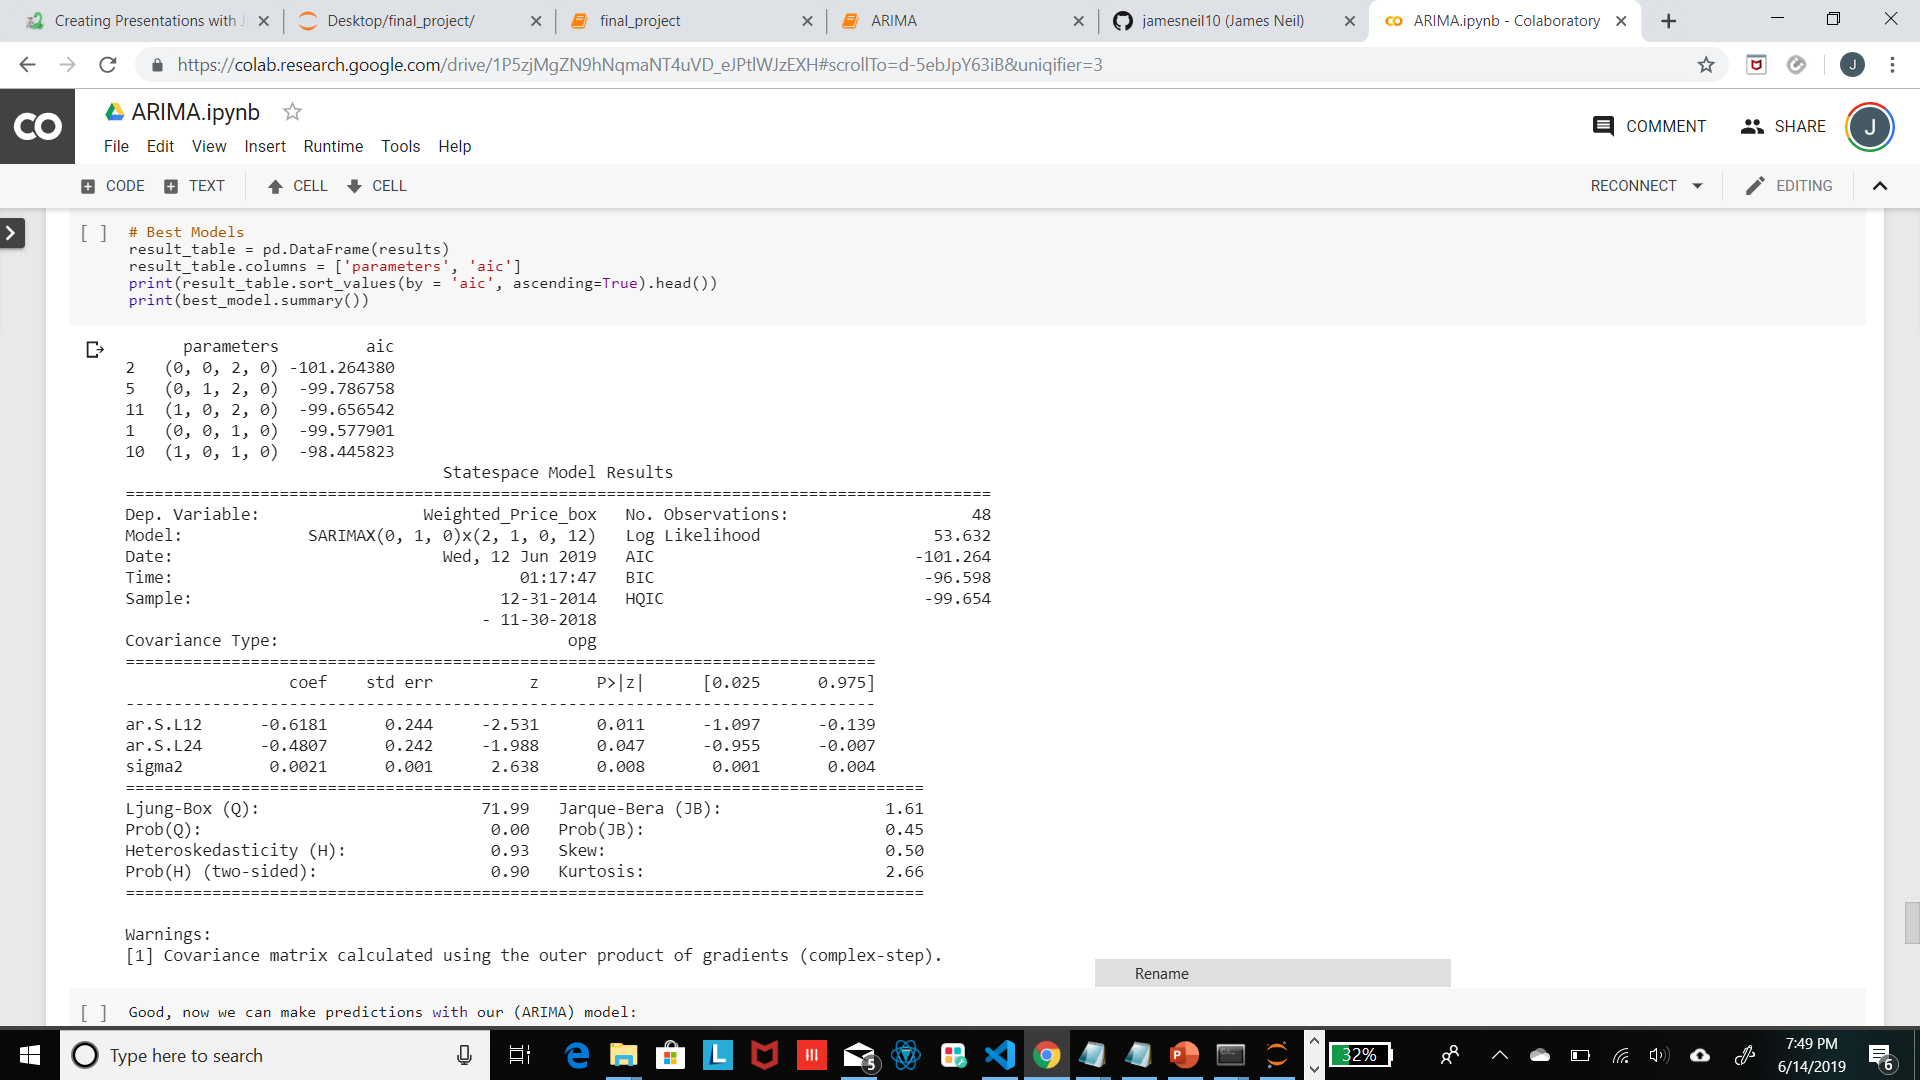 Creating Presentations with J
Desktop/final_project/
final_project
ARIMA
jamesneil10 (James Neil)
ARIMA.ipynb - Colaboratory
https://colab.research.google.com/drive/1P5zjMgZN9hNqmaNT4uVD_eJPtlWJzEXH#scrollTo=d-5ebJpY63iB&uniqifier=3
J
CO
ARIMA.ipynb
COMMENT
SHARE
J
File Edit View Insert Runtime Tools Help
CODE TEXT CELL CELL
RECONNECT
EDITING
[ ] # Best Models
result_table = pd.DataFrame(results)
result_table.columns = ['parameters', 'aic']
print(result_table.sort_values(by = 'aic', ascending=True).head())
print(best_model.summary())
parameters aic
2 (0, 0, 2, 0) -101.264380
5 (0, 1, 2, 0) -99.786758
11 (1, 0, 2, 0) -99.656542
1 (0, 0, 1, 0) -99.577901
10 (1, 0, 1, 0) -98.445823
Statespace Model Results
==========================================================================================
Dep. Variable: Weighted_Price_box No. Observations: 48
Model: SARIMAX(0, 1, 0)x(2, 1, 0, 12) Log Likelihood 53.632
Date: Wed, 12 Jun 2019 AIC -101.264
Time: 01:17:47 BIC -96.598
Sample: 12-31-2014 HQIC -99.654
- 11-30-2018
Covariance Type: opg
==============================================================================
coef std err z P>|z| [0.025 0.975]
------------------------------------------------------------------------------
ar.S.L12 -0.6181 0.244 -2.531 0.011 -1.097 -0.139
ar.S.L24 -0.4807 0.242 -1.988 0.047 -0.955 -0.007
sigma2 0.0021 0.001 2.638 0.008 0.001 0.004
===================================================================================
Ljung-Box (Q): 71.99 Jarque-Bera (JB): 1.61
Prob(Q): 0.00 Prob(JB): 0.45
Heteroskedasticity (H): 0.93 Skew: 0.50
Prob(H) (two-sided): 0.90 Kurtosis: 2.66
===================================================================================
Warnings:
[1] Covariance matrix calculated using the outer product of gradients (complex-step).
Rename
[ ] Good, now we can make predictions with our (ARIMA) model:
Type here to search
5
32%
7:49 PM
6/14/2019
6